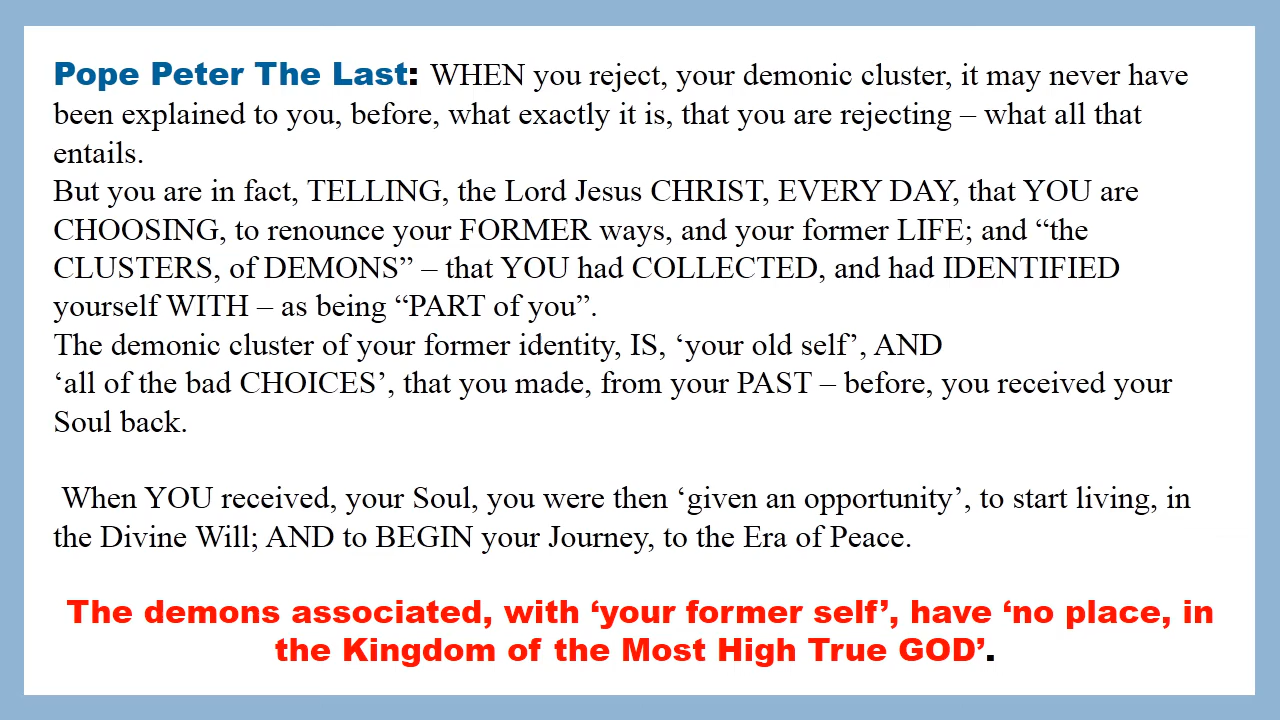 Pope Peter The Last: WHEN you reject, your demonic cluster, it may never have
been explained to you, before, what exactly it is, that you are rejecting – what all that
entails.
But you are in fact, TELLING, the Lord Jesus CHRIST, EVERY DAY, that YOU are
CHOOSING, to renounce your FORMER ways, and your former LIFE; and “the
CLUSTERS, of DEMONS” – that YOU had COLLECTED, and had IDENTIFIED
yourself WITH – as being “PART of you”.
The demonic cluster of your former identity, IS, ‘your old self’, AND
‘all of the bad CHOICES’, that you made, from your PAST – before, you received your
Soul back.
When YOU received, your Soul, you were then ‘given an opportunity’, to start living, in
the Divine Will; AND to BEGIN your Journey, to the Era of Peace.
The demons associated, with ‘your former self’, have ‘no place, in
the Kingdom of the Most High True GOD’.